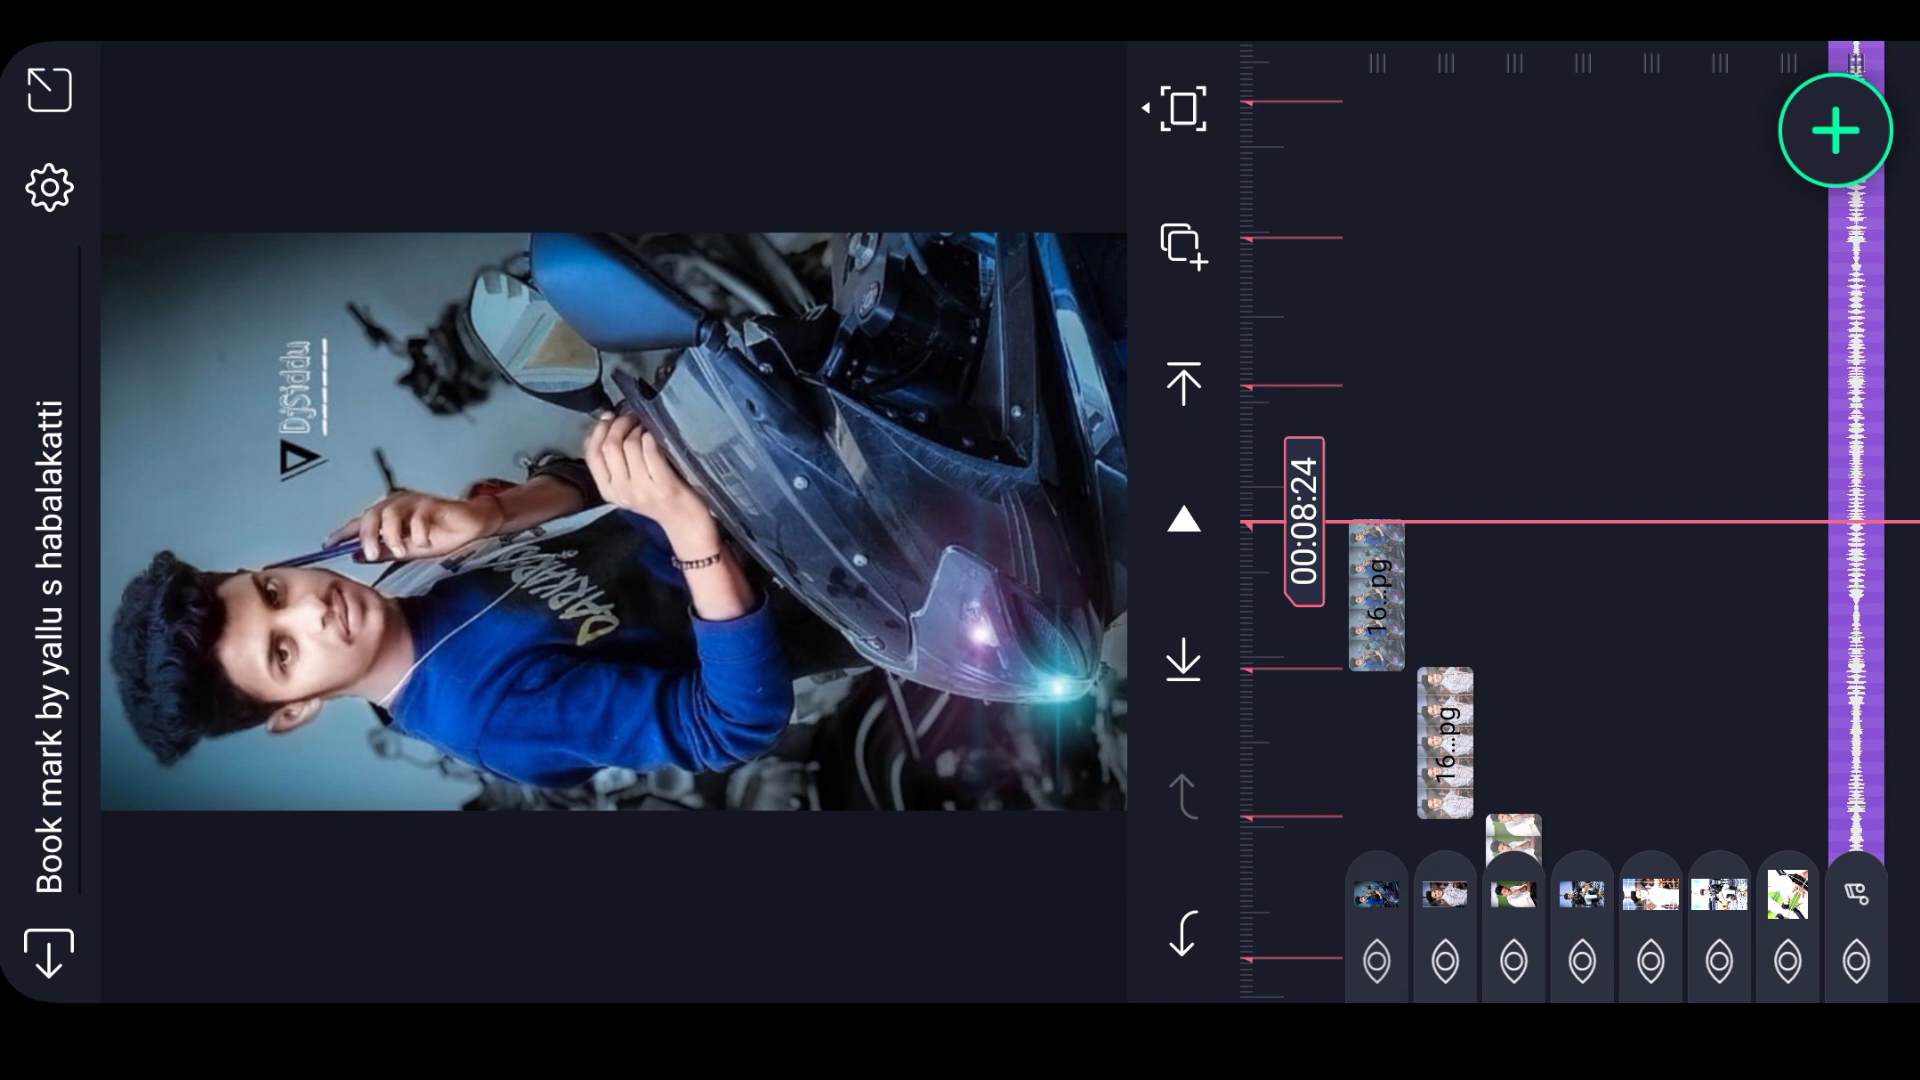 Book mark by yallu s habalakatti
DjSiddu
00:08:24
16...pg
16...pg